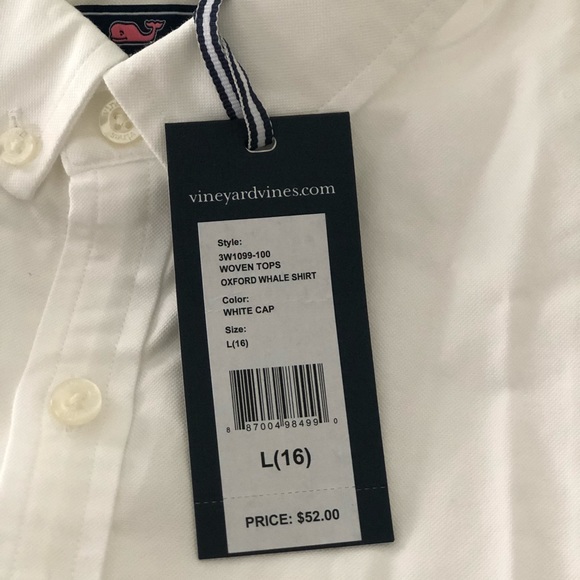 vineyardvines.com
Style:
3W1099-100
WOVEN TOPS
OXFORD WHALE SHIRT
Color:
WHITE CAP
Size:
L(16)
8 87004 98499 0
L(16)
PRICE: $52.00